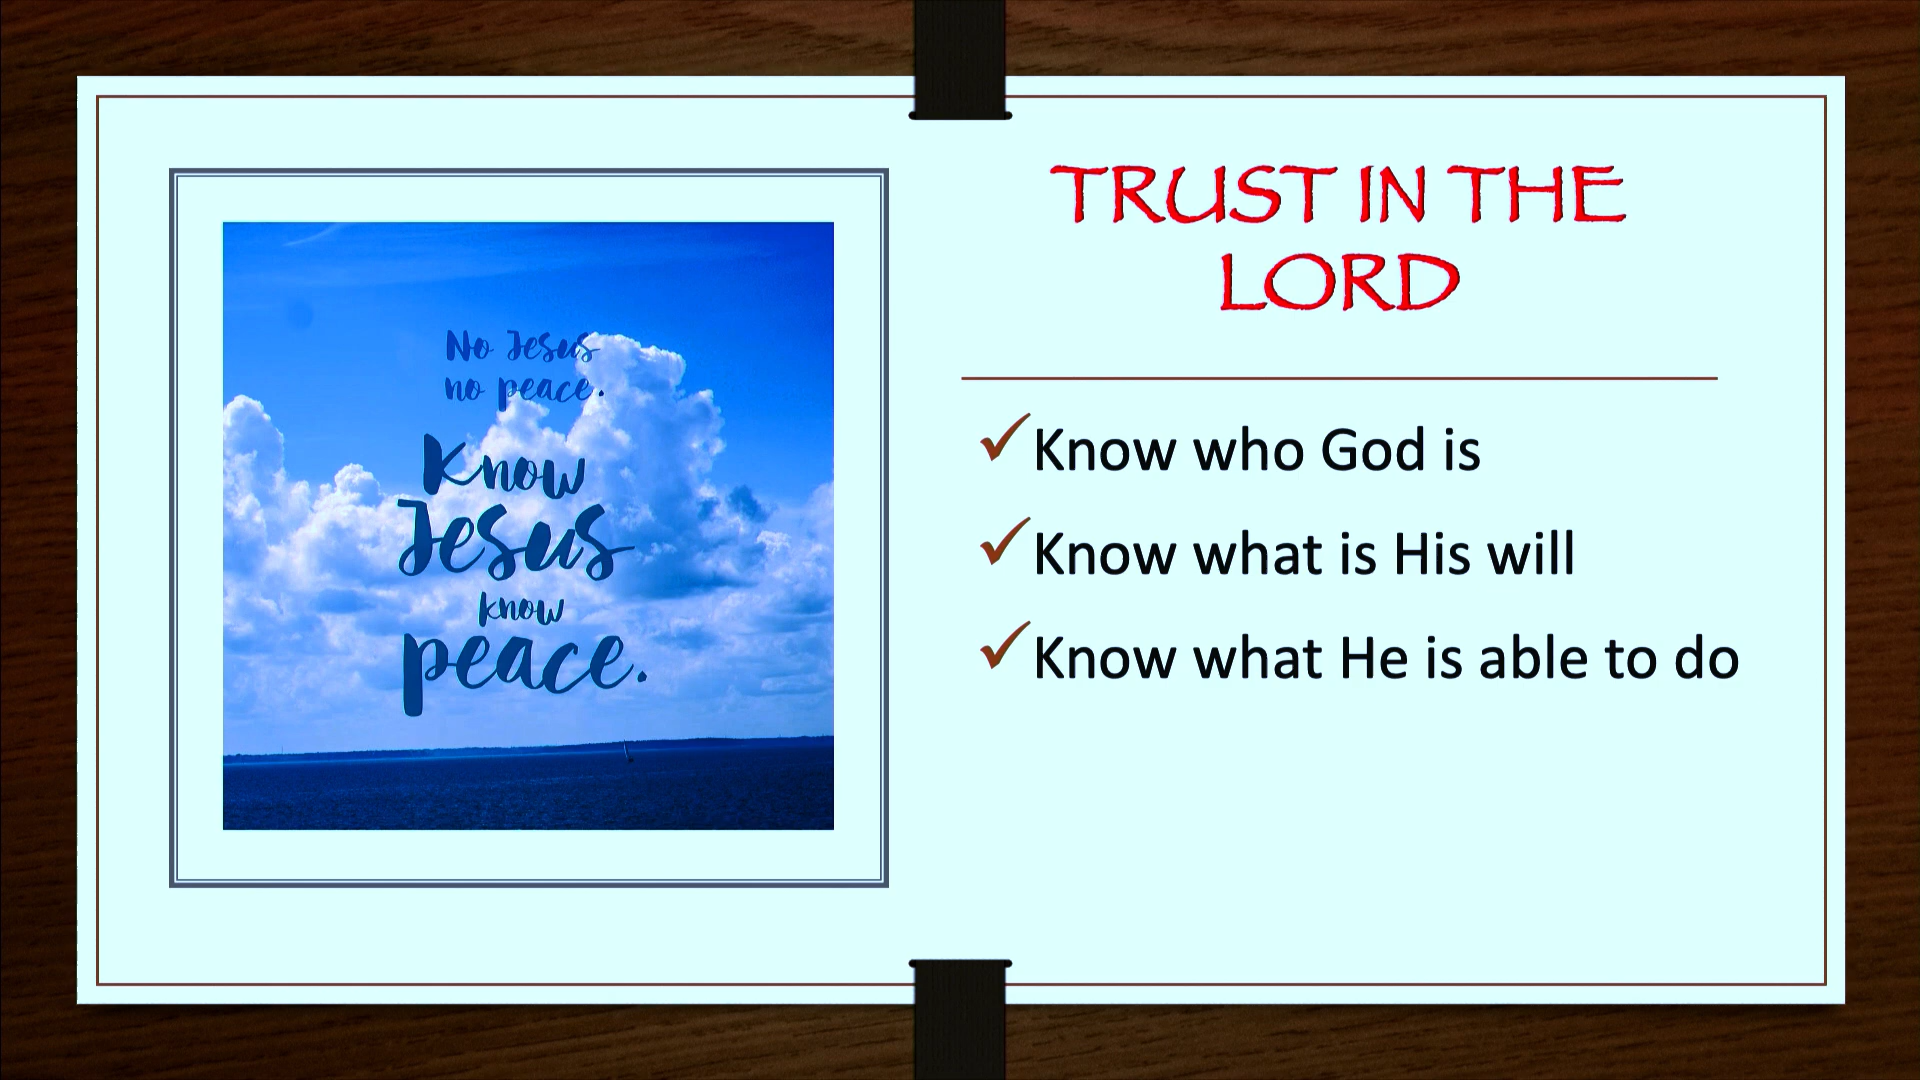 No Jesus
no peace.
Know
Jesus
know
peace.
TRUST IN THE
LORD
✓Know who God is
✓Know what is His will
✓Know what He is able to do